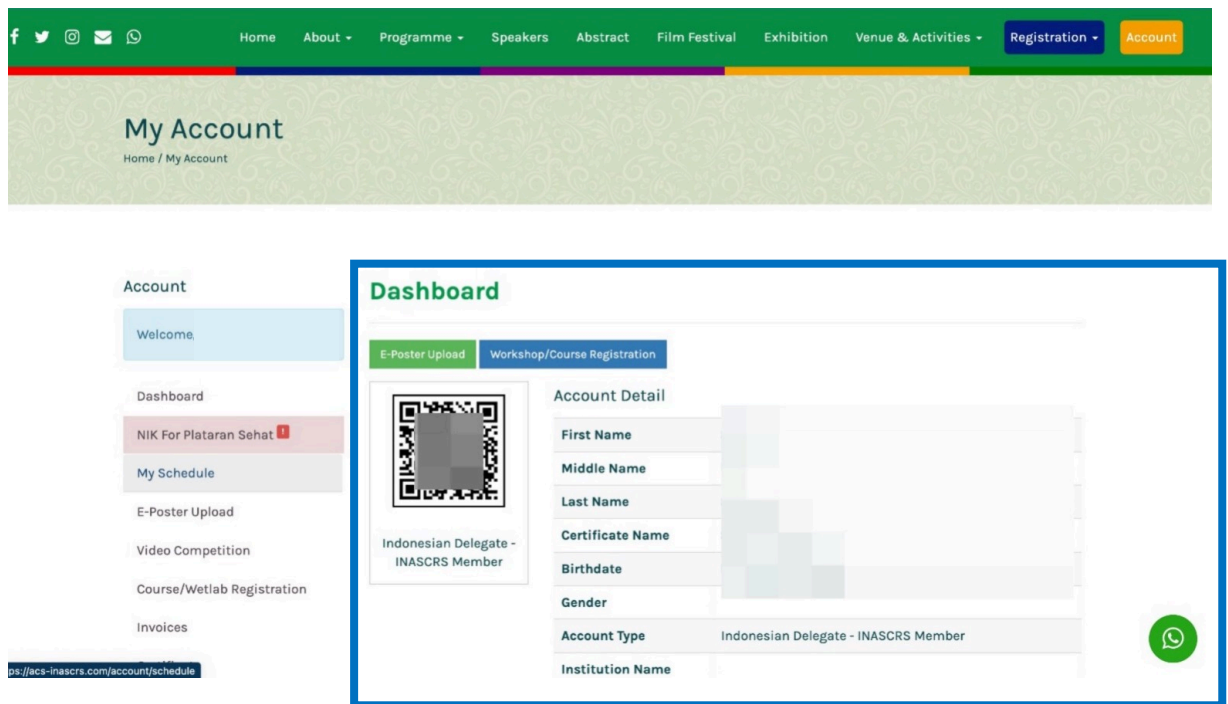 Home About Programme Speakers Abstract Film Festival Exhibition Venue & Activities Registration Account
My Account
Home / My Account
Account
Welcome,
Dashboard
NIK For Plataran Sehat !
My Schedule
E-Poster Upload
Video Competition
Course/Wetlab Registration
Invoices
ps://acs-inascrs.com/account/schedule
Dashboard
E-Poster Upload Workshop/Course Registration
Indonesian Delegate -
INASCRS Member
Account Detail
First Name
Middle Name
Last Name
Certificate Name
Birthdate
Gender
Account Type Indonesian Delegate - INASCRS Member
Institution Name